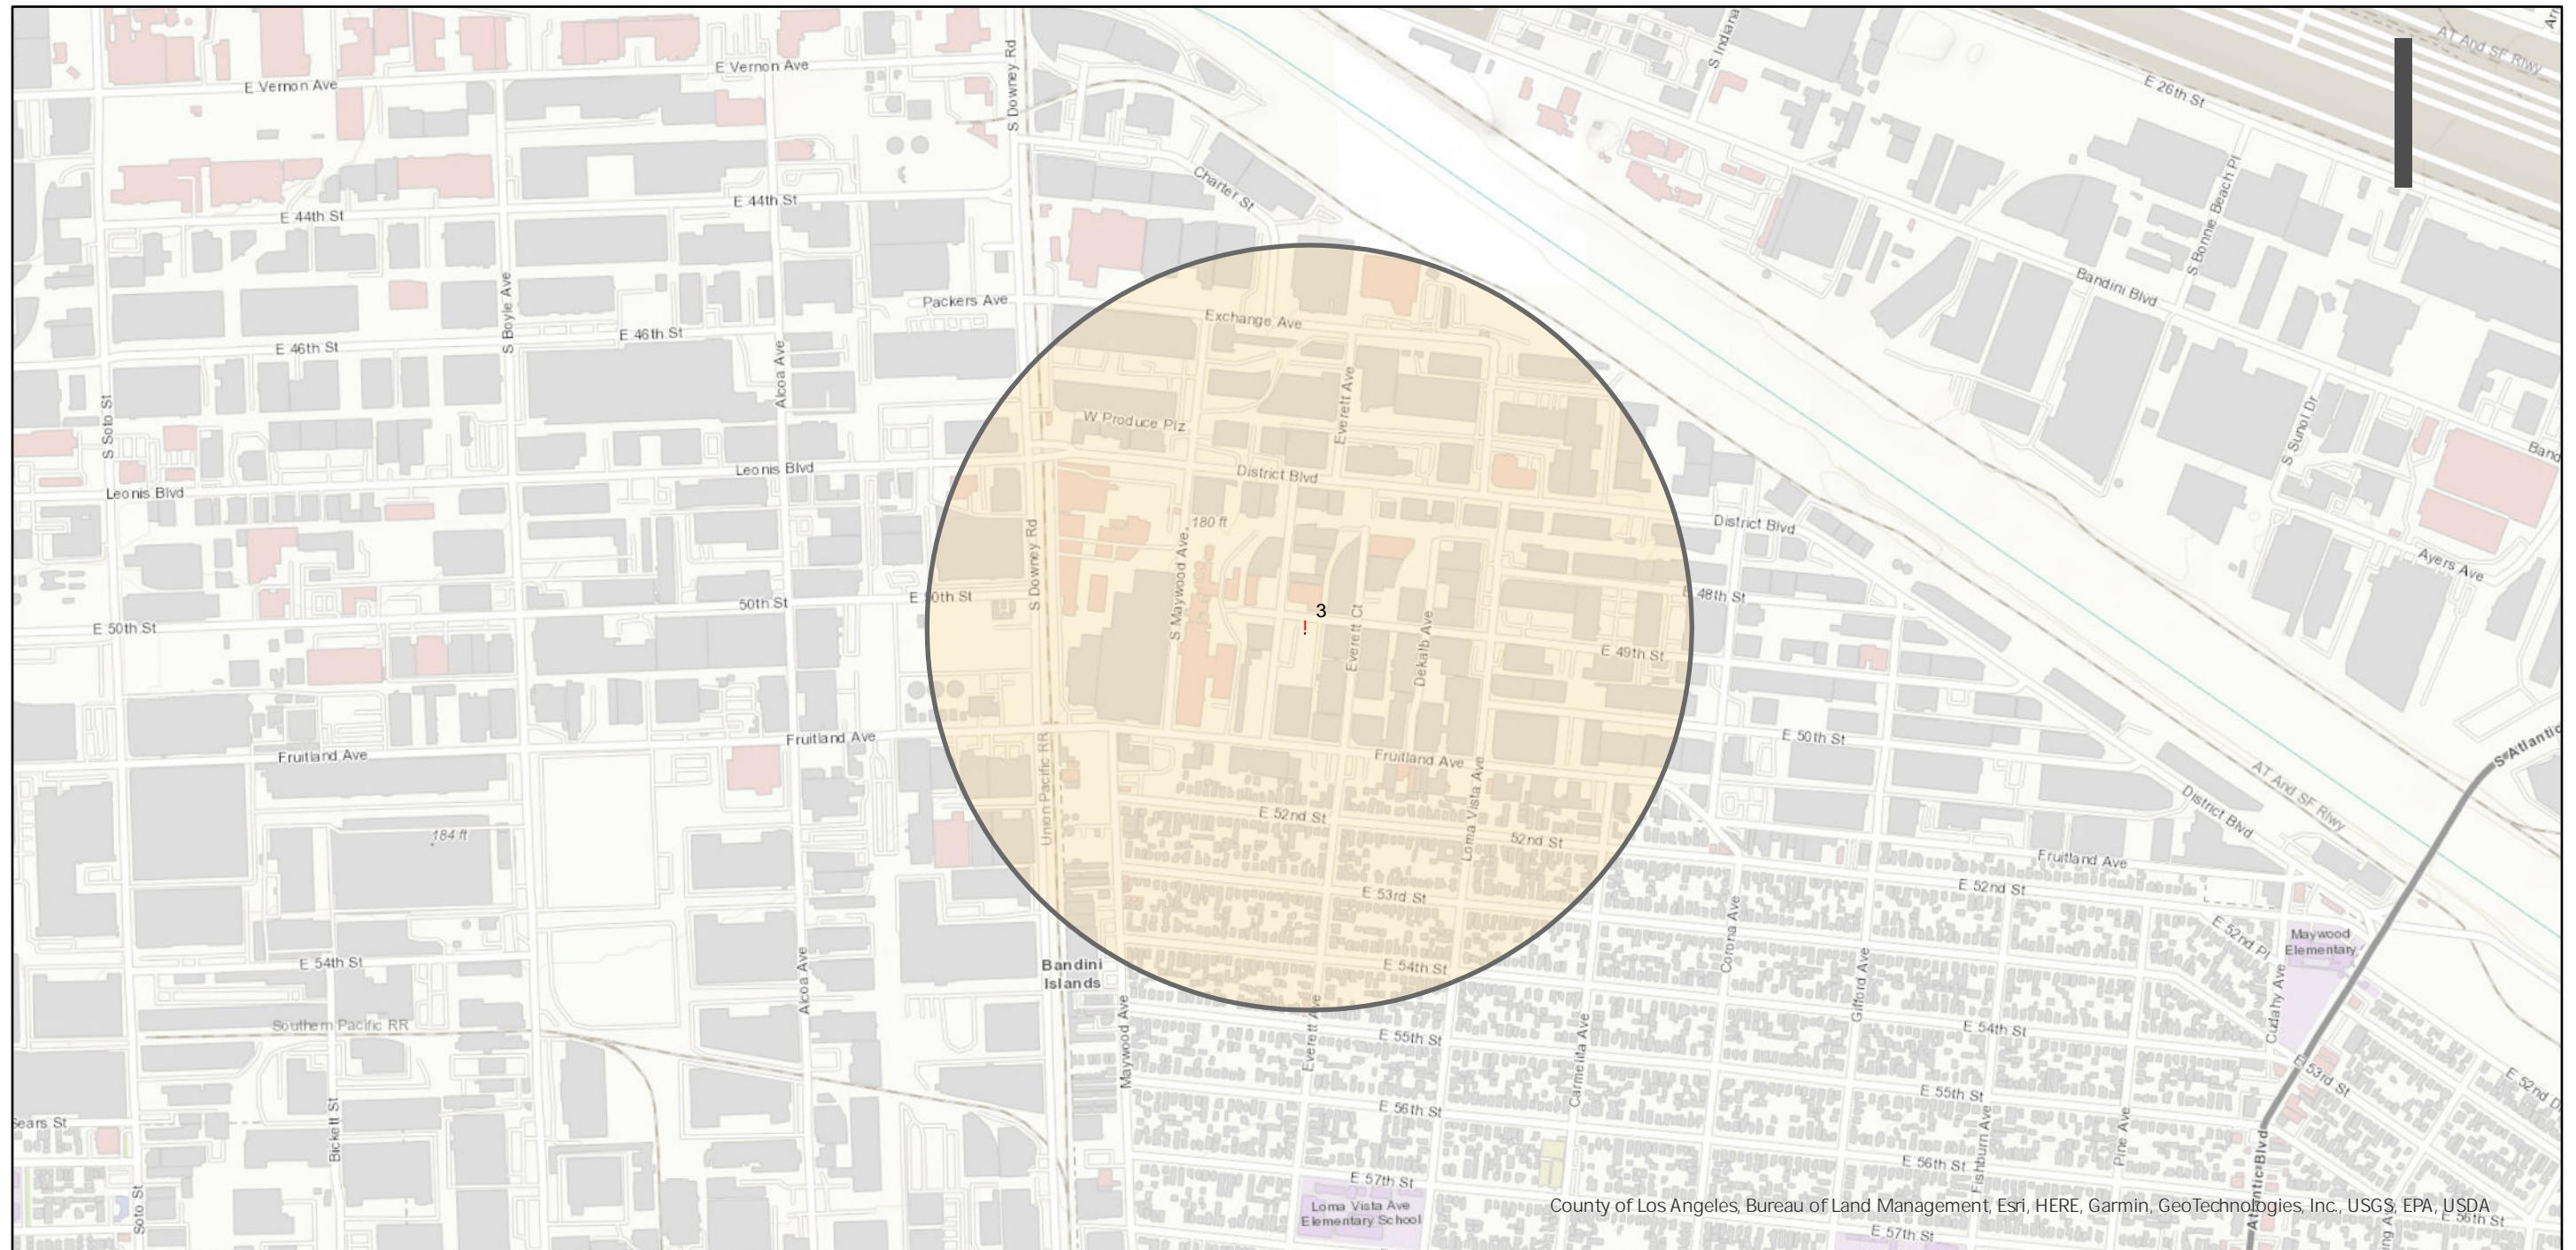 S Indiana
Arr
AT And SF Rlwy
E Vernon Ave
E Vernon Ave
S Downey Rd
E 26th St
Charter St
S Bonnie Beach Pl
E 44th St
E 44th St
Bandini Blvd
Packers Ave
Exchange Ave
S Boyle Ave
E 46th St
E 46th St
Alcoa Ave
Everett Ave
S Soto St
W Produce Plz
S Sunol Dr
Band
Leonis Blvd
Leonis Blvd
District Blvd
180 ft
District Blvd
S Downey Rd
S Maywood Ave
Ayers Ave
50th St
E 50th St
3
!
E 48th St
E 50th St
Everett Ct
Dekalb Ave
E 49th St
Fruitland Ave
Fruitland Ave
Union Pacific RR
Fruitland Ave
E 50th St
S Atlantic
AT And SF Rlwy
District Blvd
184 ft
E 52nd St
Loma Vista Ave
52nd St
Fruitland Ave
E 52nd St
E 53rd St
Corona Ave
E 52nd Pl
Maywood
Elementary
E 54th St
Alcoa Ave
Bandini
Islands
E 54th St
Gifford Ave
Cudahy Ave
Southern Pacific RR
Maywood Ave
Everett Ave
E 55th St
Carmelita Ave
E 54th St
E 53rd St
E 52nd D
Sears St
Bickett St
E 56th St
E 55th St
Fishburn Ave
Pine Ave
Atlantic Blvd
E 56th St
Soto St
E 57th St
Loma Vista Ave
Elementary School
County of Los Angeles, Bureau of Land Management, Esri, HERE, Garmin, GeoTechnologies, Inc., USGS, EPA, USDA
E 56th St
E 57th St
ng A